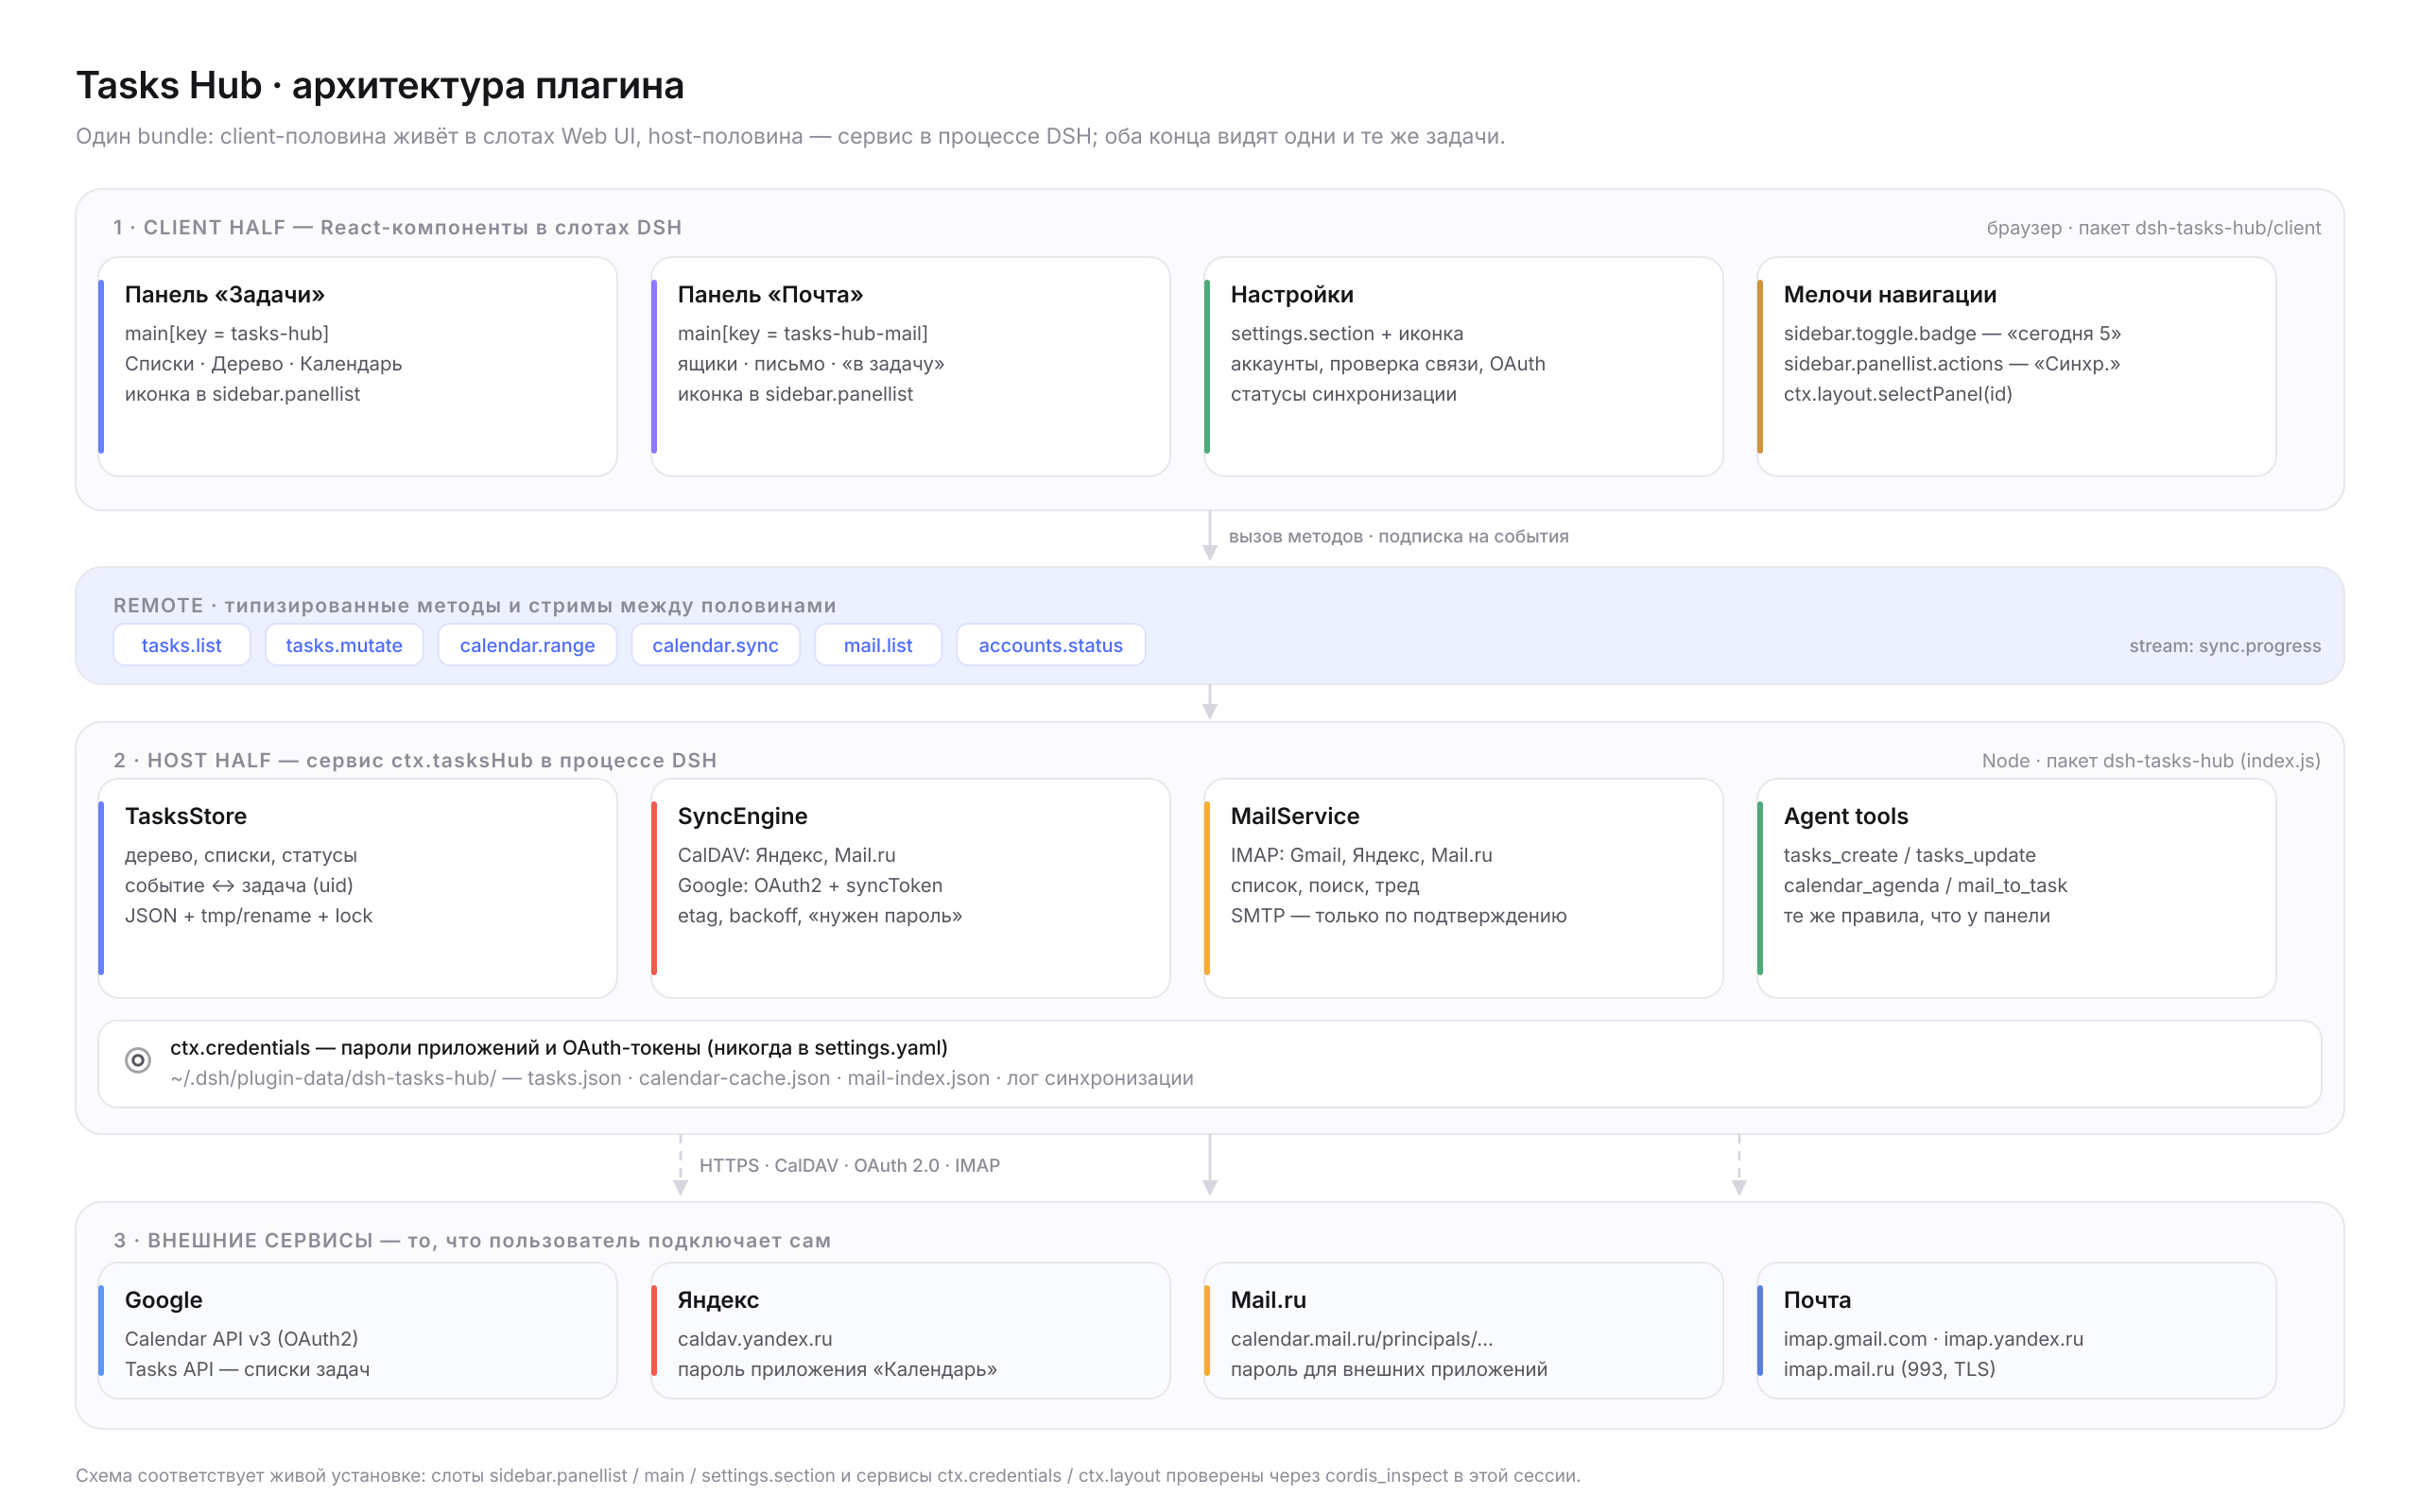 Tasks Hub · архитектура плагина
Один bundle: client-половина живёт в слотах Web UI, host-половина — сервис в процессе DSH; оба конца видят одни и те же задачи.
1 · CLIENT HALF — React-компоненты в слотах DSH
браузер · пакет dsh-tasks-hub/client
Панель «Задачи»
main[key = tasks-hub]
Списки · Дерево · Календарь
иконка в sidebar.panellist
Панель «Почта»
main[key = tasks-hub-mail]
ящики · письмо · «в задачу»
иконка в sidebar.panellist
Настройки
settings.section + иконка
аккаунты, проверка связи, OAuth
статусы синхронизации
Мелочи навигации
sidebar.toggle.badge — «сегодня 5»
sidebar.panellist.actions — «Синхр.»
ctx.layout.selectPanel(id)
вызов методов · подписка на события
REMOTE · типизированные методы и стримы между половинами
tasks.list
tasks.mutate
calendar.range
calendar.sync
mail.list
accounts.status
stream: sync.progress
2 · HOST HALF — сервис ctx.tasksHub в процессе DSH
Node · пакет dsh-tasks-hub (index.js)
TasksStore
дерево, списки, статусы
событие ↔ задача (uid)
JSON + tmp/rename + lock
SyncEngine
CalDAV: Яндекс, Mail.ru
Google: OAuth2 + syncToken
etag, backoff, «нужен пароль»
MailService
IMAP: Gmail, Яндекс, Mail.ru
список, поиск, тред
SMTP — только по подтверждению
Agent tools
tasks_create / tasks_update
calendar_agenda / mail_to_task
те же правила, что у панели
ctx.credentials — пароли приложений и OAuth-токены (никогда в settings.yaml)
~/.dsh/plugin-data/dsh-tasks-hub/ — tasks.json · calendar-cache.json · mail-index.json · лог синхронизации
HTTPS · CalDAV · OAuth 2.0 · IMAP
3 · ВНЕШНИЕ СЕРВИСЫ — то, что пользователь подключает сам
Google
Calendar API v3 (OAuth2)
Tasks API — списки задач
Яндекс
caldav.yandex.ru
пароль приложения «Календарь»
Mail.ru
calendar.mail.ru/principals/…
пароль для внешних приложений
Почта
imap.gmail.com · imap.yandex.ru
imap.mail.ru (993, TLS)
Схема соответствует живой установке: слоты sidebar.panellist / main / settings.section и сервисы ctx.credentials / ctx.layout проверены через cordis_inspect в этой сессии.